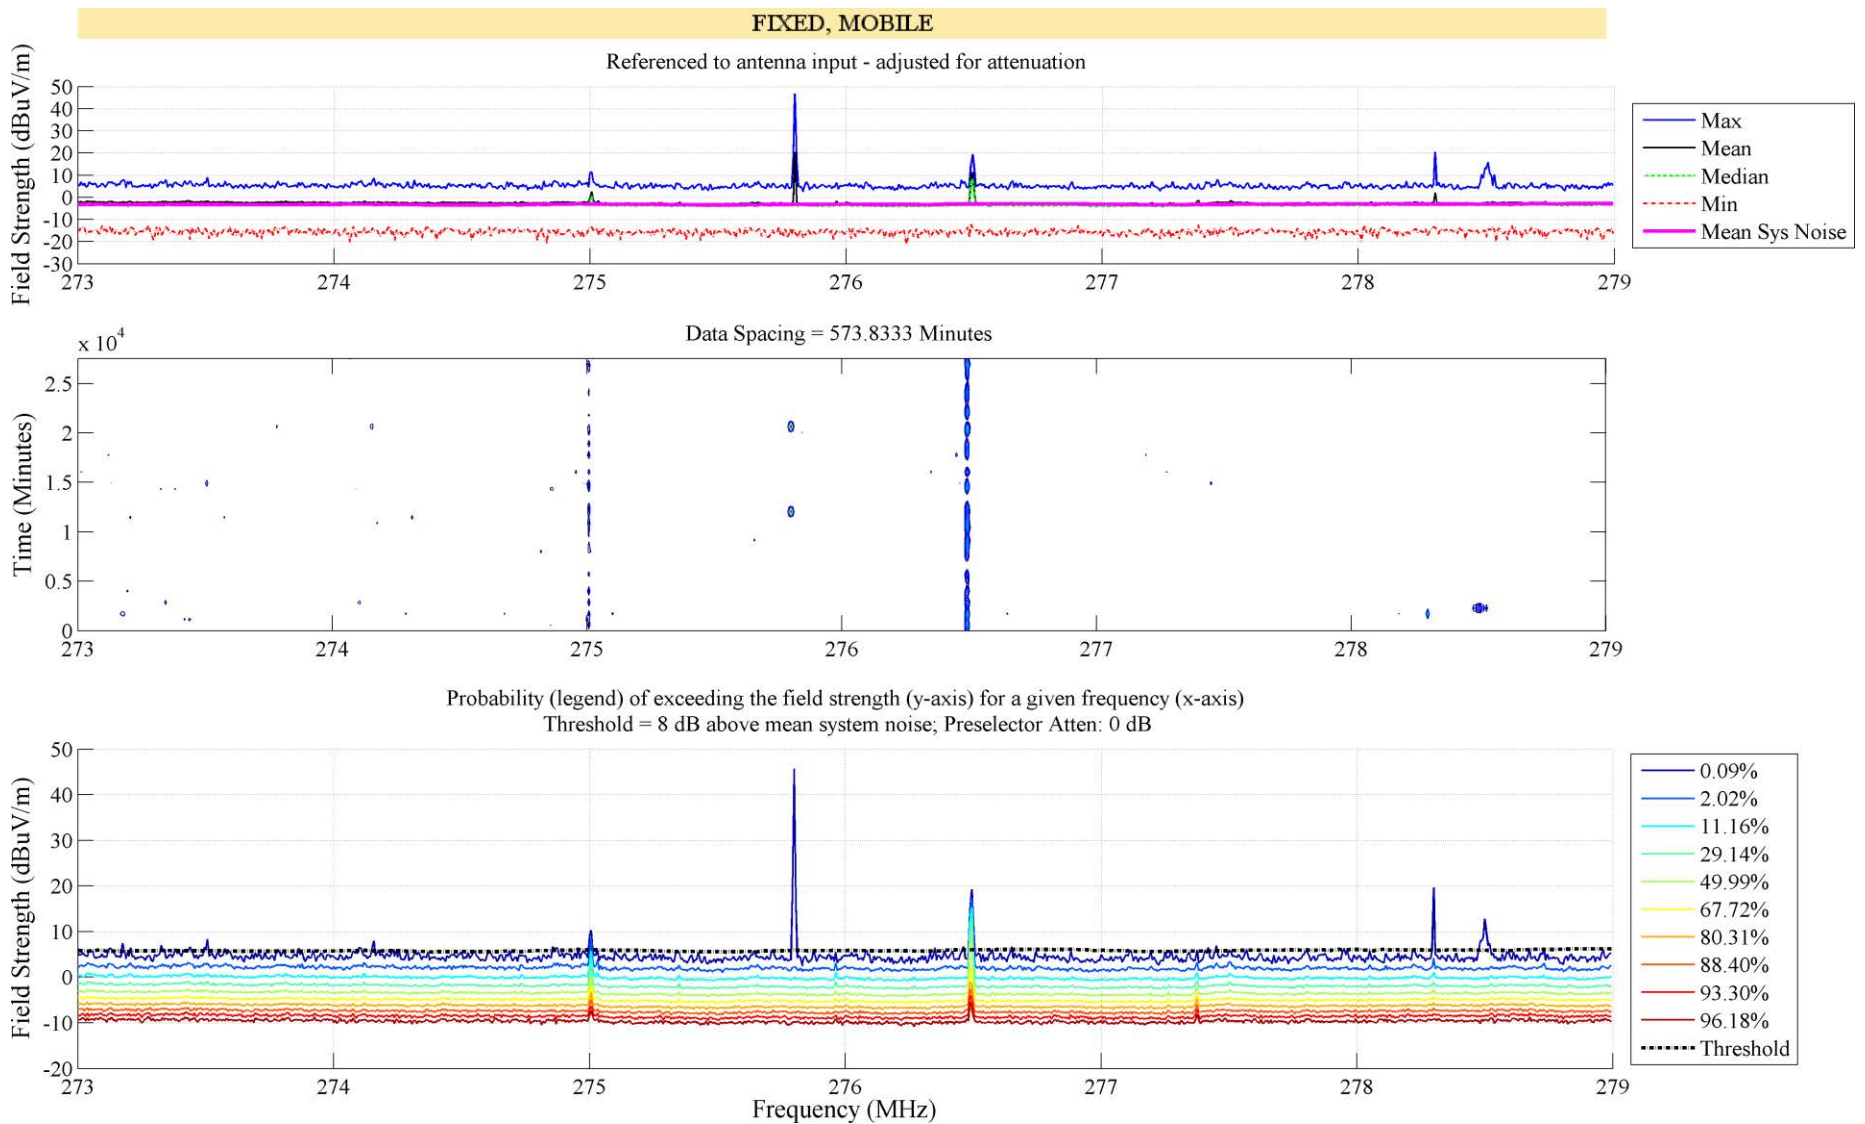 FIXED, MOBILE
Referenced to antenna input - adjusted for attenuation
Field Strength (dBuV/m)
50
40
30
20
10
0
-10
-20
-30
273 274 275 276 277 278 279
Max
Mean
Median
Min
Mean Sys Noise
Data Spacing = 573.8333 Minutes
x 10^4
Time (Minutes)
2.5
2
1.5
1
0.5
0
273 274 275 276 277 278 279
Probability (legend) of exceeding the field strength (y-axis) for a given frequency (x-axis)
Threshold = 8 dB above mean system noise; Preselector Atten: 0 dB
Field Strength (dBuV/m)
50
40
30
20
10
0
-10
-20
273 274 275 276 277 278 279
Frequency (MHz)
0.09%
2.02%
11.16%
29.14%
49.99%
67.72%
80.31%
88.40%
93.30%
96.18%
Threshold